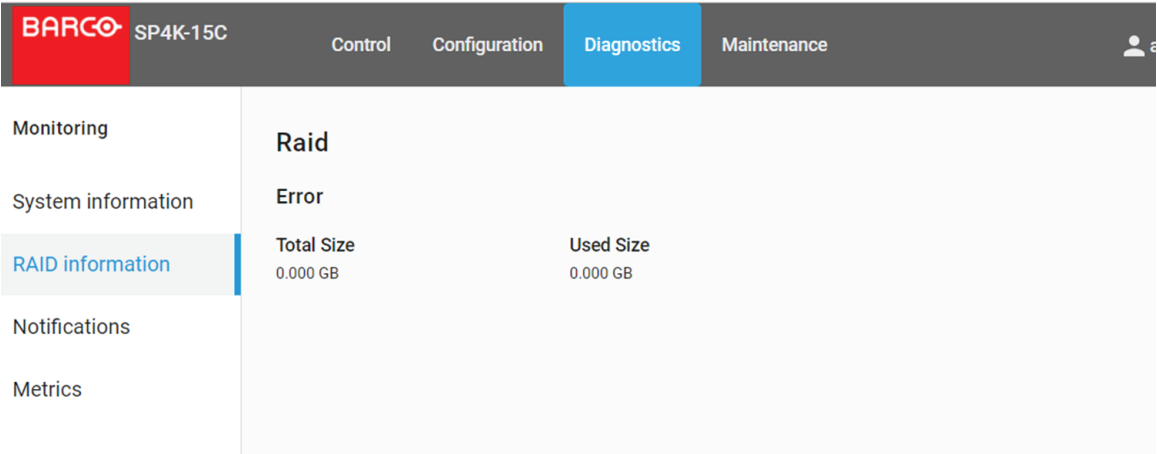 BARCO SP4K-15C Control Configuration Diagnostics Maintenance
Monitoring
System information
RAID information
Notifications
Metrics
Raid
Error
Total Size Used Size
0.000 GB 0.000 GB